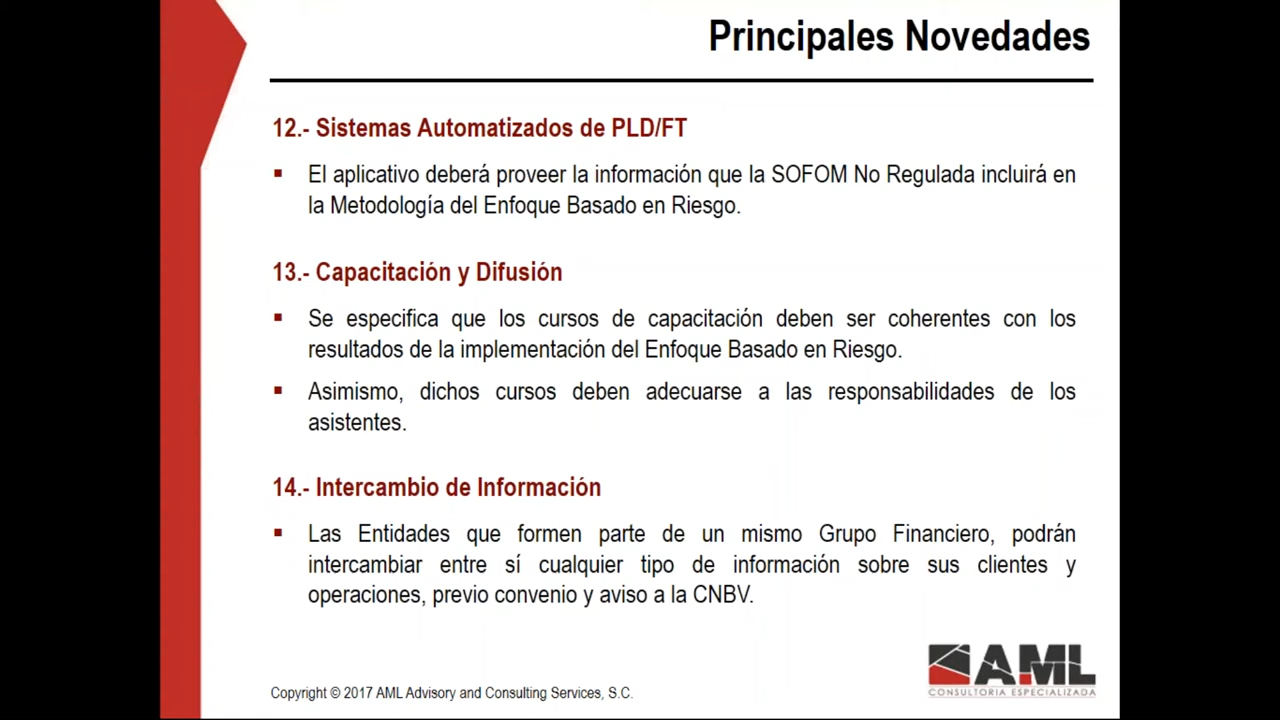 Principales Novedades
12.- Sistemas Automatizados de PLD/FT
▪ El aplicativo deberá proveer la información que la SOFOM No Regulada incluirá en
la Metodología del Enfoque Basado en Riesgo.
13.- Capacitación y Difusión
▪ Se especifica que los cursos de capacitación deben ser coherentes con los
resultados de la implementación del Enfoque Basado en Riesgo.
▪ Asimismo, dichos cursos deben adecuarse a las responsabilidades de los
asistentes.
14.- Intercambio de Información
▪ Las Entidades que formen parte de un mismo Grupo Financiero, podrán
intercambiar entre sí cualquier tipo de información sobre sus clientes y
operaciones, previo convenio y aviso a la CNBV.
AML
CONSULTORIA ESPECIALIZADA
Copyright © 2017 AML Advisory and Consulting Services, S.C.